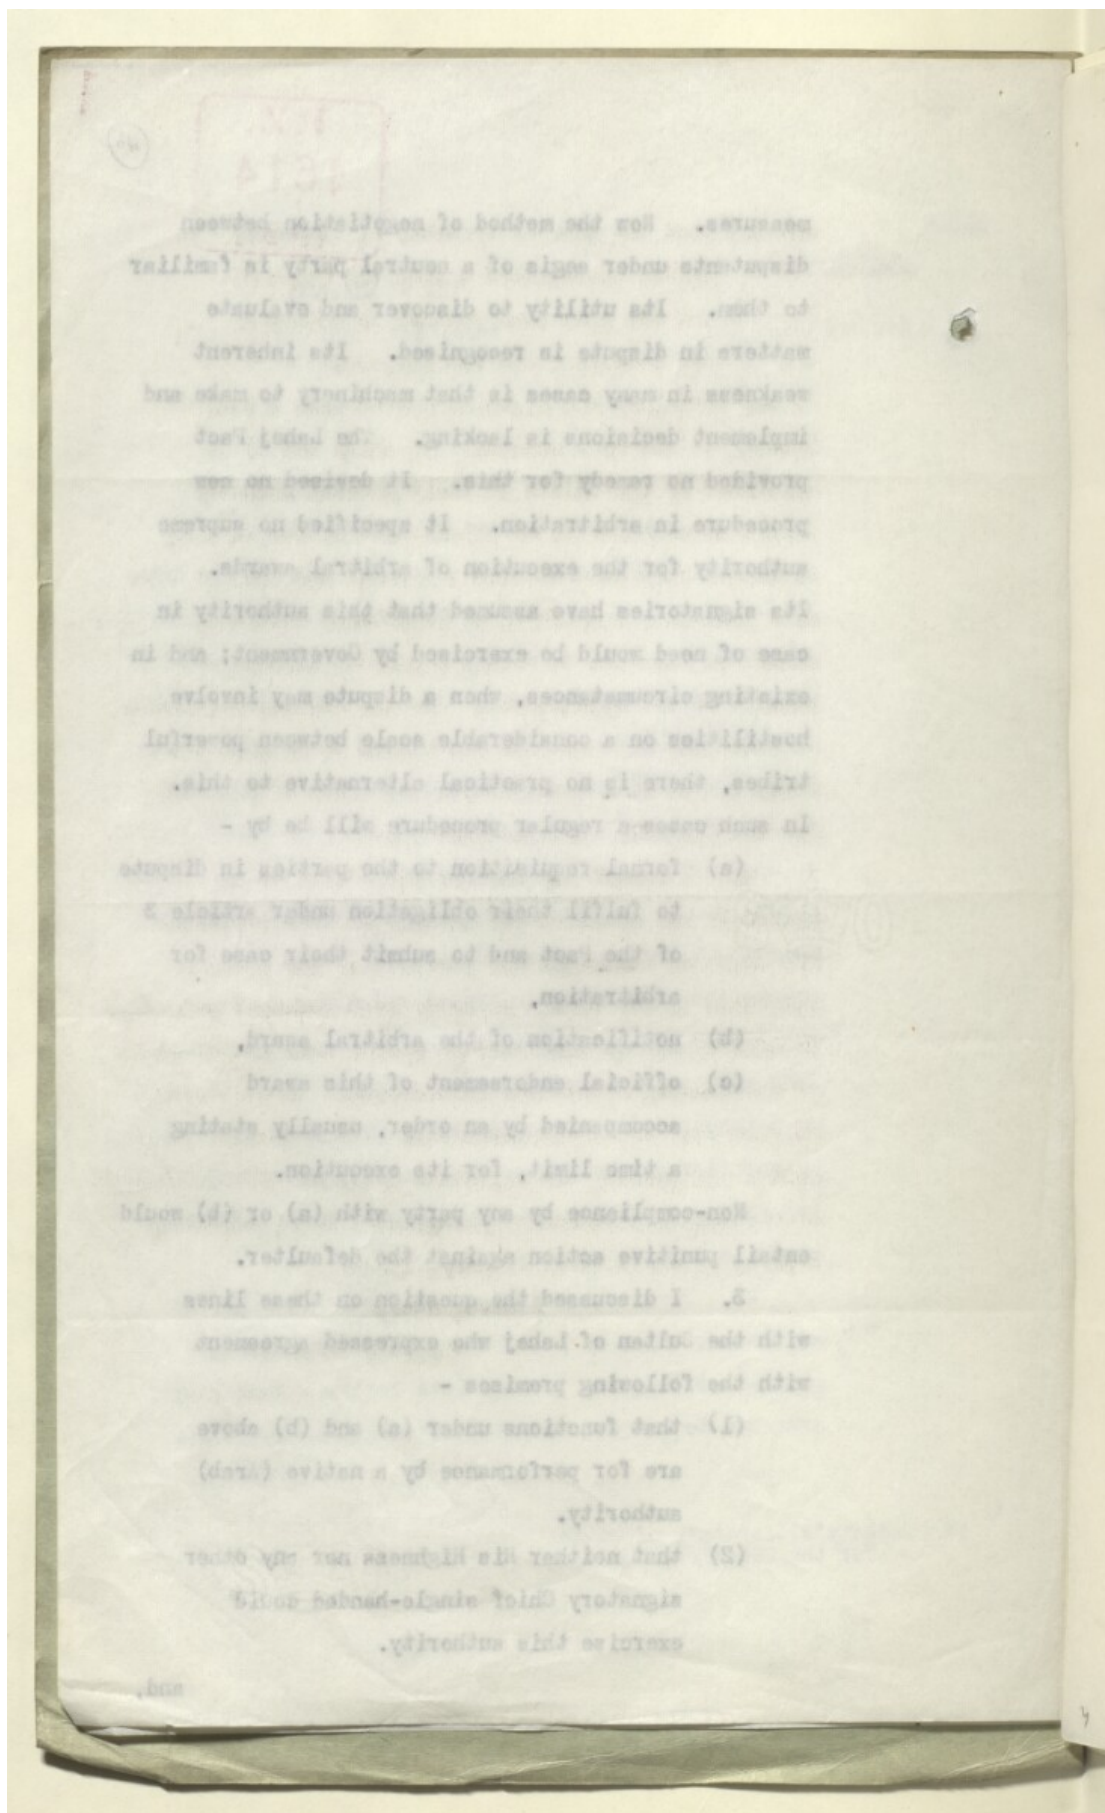 measures.   Now the method of negotiation between
disputants under aegis of a neutral party is familiar
to them.   Its utility to discover and evaluate
matters in dispute is recognised.   Its inherent
weakness in many cases is that machinery to make and
implement decisions is lacking.   The Lahej Pact
provided no remedy for this.   It devised no new
procedure in arbitration.   It specified no supreme
authority for the execution of arbitral awards.
Its signatories have assumed that this authority in
case of need would be exercised by Government; and in
existing circumstances, when a dispute may involve
hostilities on a considerable scale between powerful
tribes, there is no practical alternative to this.
In such cases a regular procedure will be by -
(a) formal requisition to the parties in dispute
to fulfil their obligation under article 3
of the Pact and to submit their case for
arbitration,
(b) notification of the arbitral award,
(c) official endorsement of this award
accompanied by an order, usually stating
a time limit, for its execution.
Non-compliance by any party with (a) or (b) would
entail punitive action against the defaulter.
3.   I discussed the question on these lines
with the Sultan of Lahej who expressed agreement
with the following premises -
(1) that functions under (a) and (b) above
are for performance by a native (Arab)
authority.
(2) that neither His Highness nor any other
signatory Chief single-handed could
exercise this authority.
and,